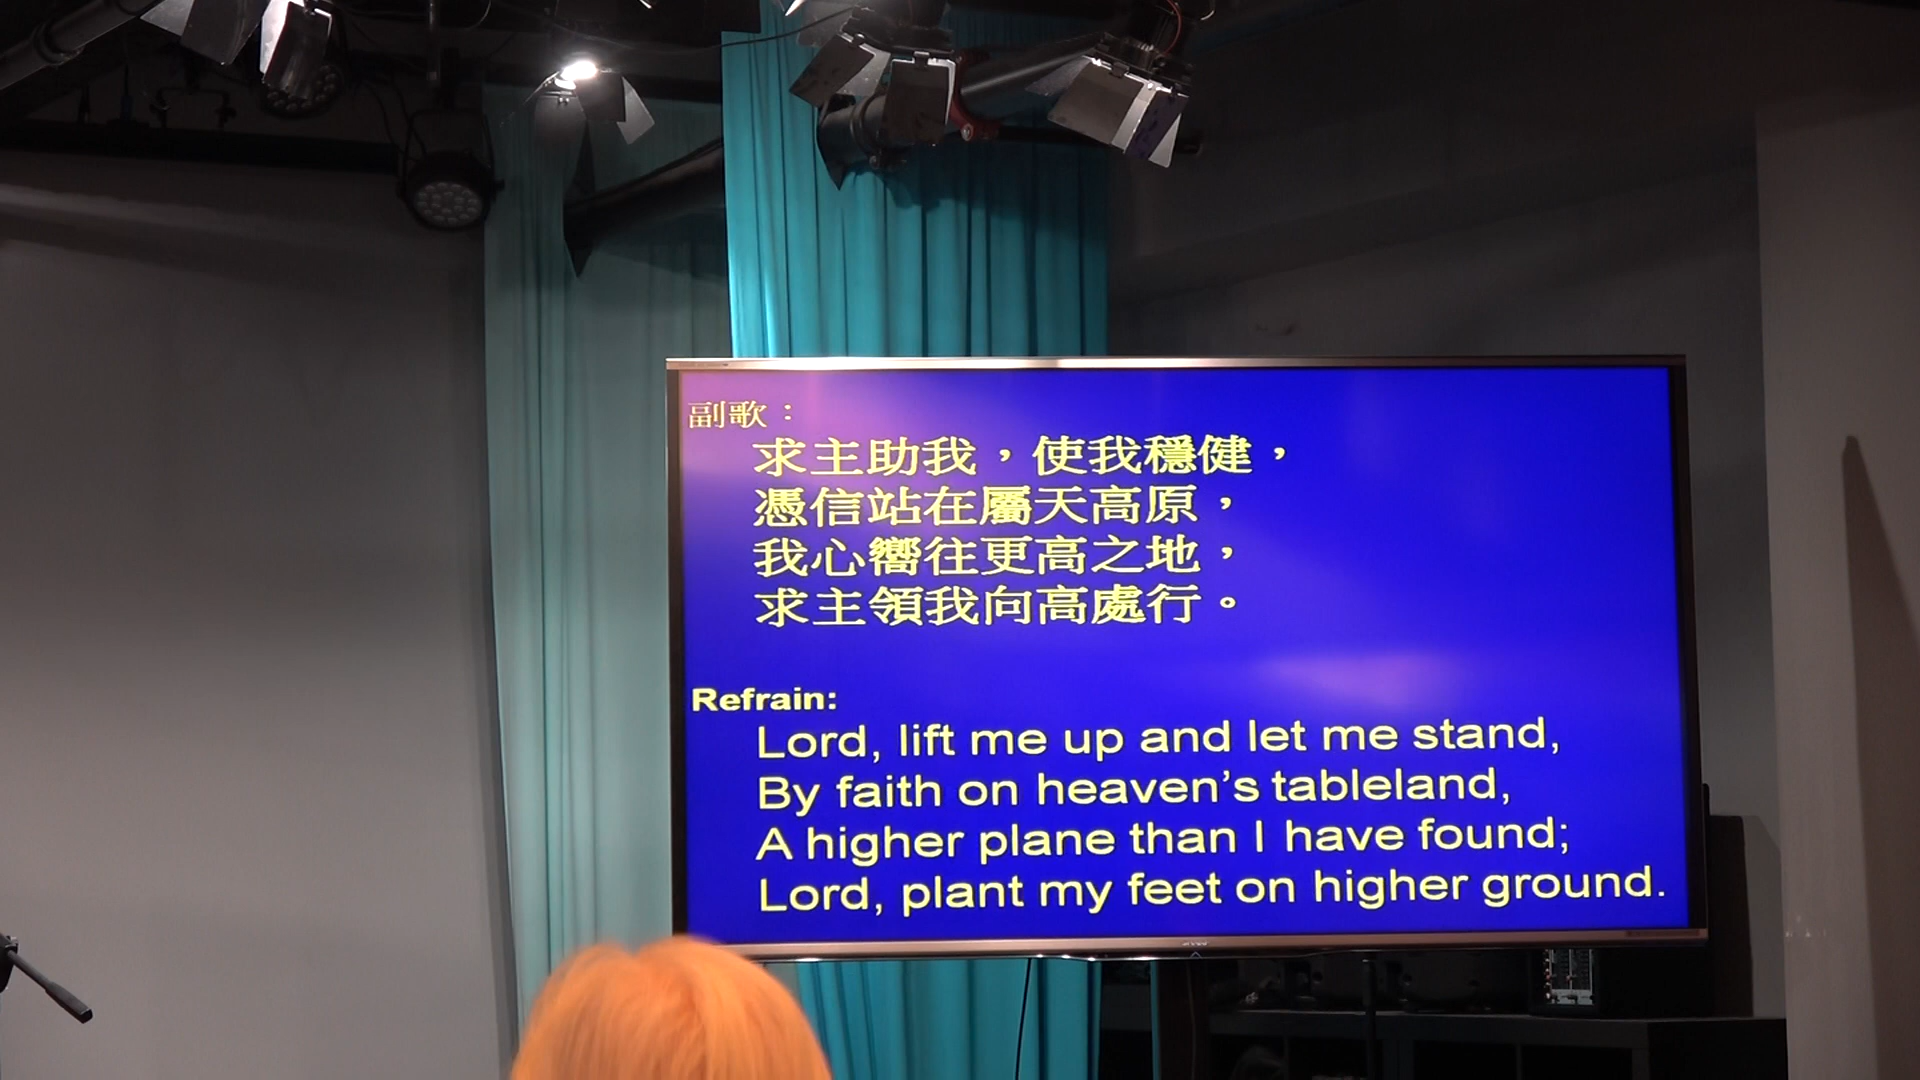 副歌：
求主助我，使我穩健，
憑信站在屬天高原，
我心嚮往更高之地，
求主領我向高處行。
Refrain:
Lord, lift me up and let me stand,
By faith on heaven’s tableland,
A higher plane than I have found;
Lord, plant my feet on higher ground.